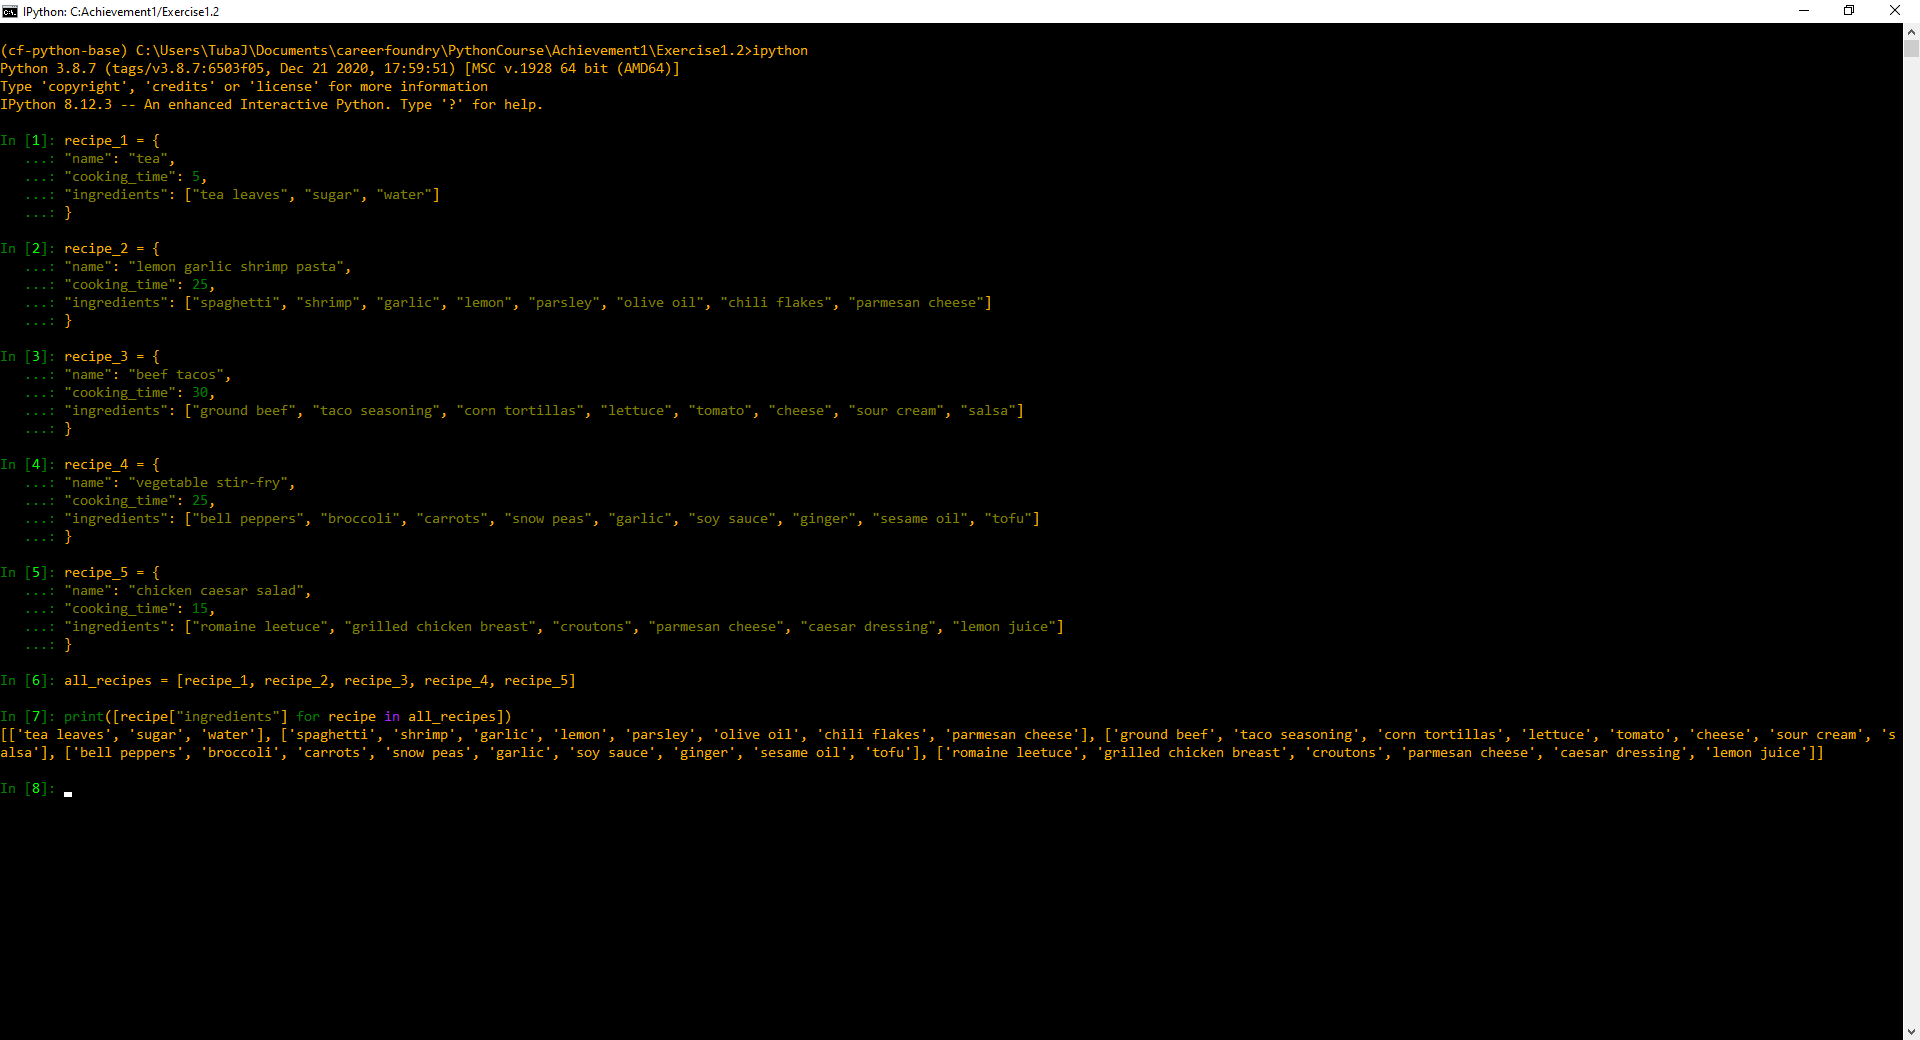 IPython: C:Achievement1/Exercise1.2
(cf-python-base) C:\Users\TubaJ\Documents\careerfoundry\PythonCourse\Achievement1\Exercise1.2>ipython
Python 3.8.7 (tags/v3.8.7:6503f05, Dec 21 2020, 17:59:51) [MSC v.1928 64 bit (AMD64)]
Type 'copyright', 'credits' or 'license' for more information
IPython 8.12.3 -- An enhanced Interactive Python. Type '?' for help.
In [1]: recipe_1 = {
   ...: "name": "tea",
   ...: "cooking_time": 5,
   ...: "ingredients": ["tea leaves", "sugar", "water"]
   ...: }
In [2]: recipe_2 = {
   ...: "name": "lemon garlic shrimp pasta",
   ...: "cooking_time": 25,
   ...: "ingredients": ["spaghetti", "shrimp", "garlic", "lemon", "parsley", "olive oil", "chili flakes", "parmesan cheese"]
   ...: }
In [3]: recipe_3 = {
   ...: "name": "beef tacos",
   ...: "cooking_time": 30,
   ...: "ingredients": ["ground beef", "taco seasoning", "corn tortillas", "lettuce", "tomato", "cheese", "sour cream", "salsa"]
   ...: }
In [4]: recipe_4 = {
   ...: "name": "vegetable stir-fry",
   ...: "cooking_time": 25,
   ...: "ingredients": ["bell peppers", "broccoli", "carrots", "snow peas", "garlic", "soy sauce", "ginger", "sesame oil", "tofu"]
   ...: }
In [5]: recipe_5 = {
   ...: "name": "chicken caesar salad",
   ...: "cooking_time": 15,
   ...: "ingredients": ["romaine leetuce", "grilled chicken breast", "croutons", "parmesan cheese", "caesar dressing", "lemon juice"]
   ...: }
In [6]: all_recipes = [recipe_1, recipe_2, recipe_3, recipe_4, recipe_5]
In [7]: print([recipe["ingredients"] for recipe in all_recipes])
[['tea leaves', 'sugar', 'water'], ['spaghetti', 'shrimp', 'garlic', 'lemon', 'parsley', 'olive oil', 'chili flakes', 'parmesan cheese'], ['ground beef', 'taco seasoning', 'corn tortillas', 'lettuce', 'tomato', 'cheese', 'sour cream', 's
alsa'], ['bell peppers', 'broccoli', 'carrots', 'snow peas', 'garlic', 'soy sauce', 'ginger', 'sesame oil', 'tofu'], ['romaine leetuce', 'grilled chicken breast', 'croutons', 'parmesan cheese', 'caesar dressing', 'lemon juice']]
In [8]: